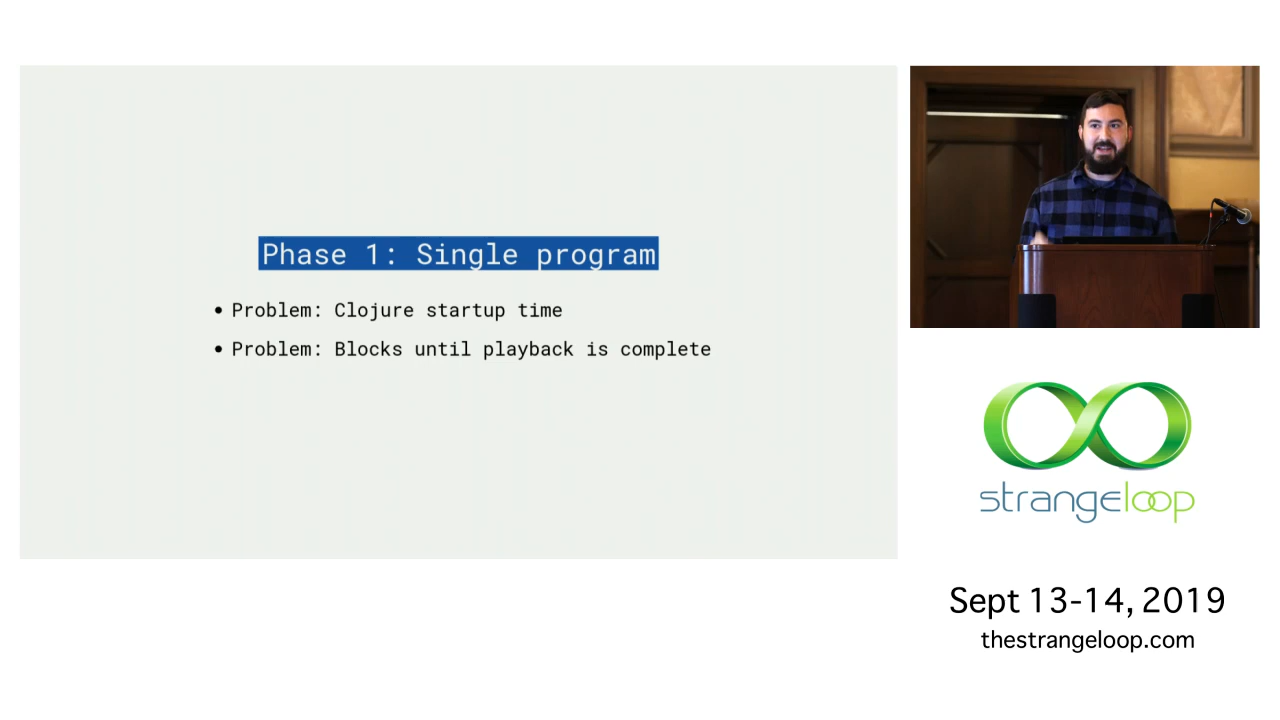 Phase 1: Single program
• Problem: Clojure startup time
• Problem: Blocks until playback is complete
strangeloop
Sept 13-14, 2019
thestrangeloop.com